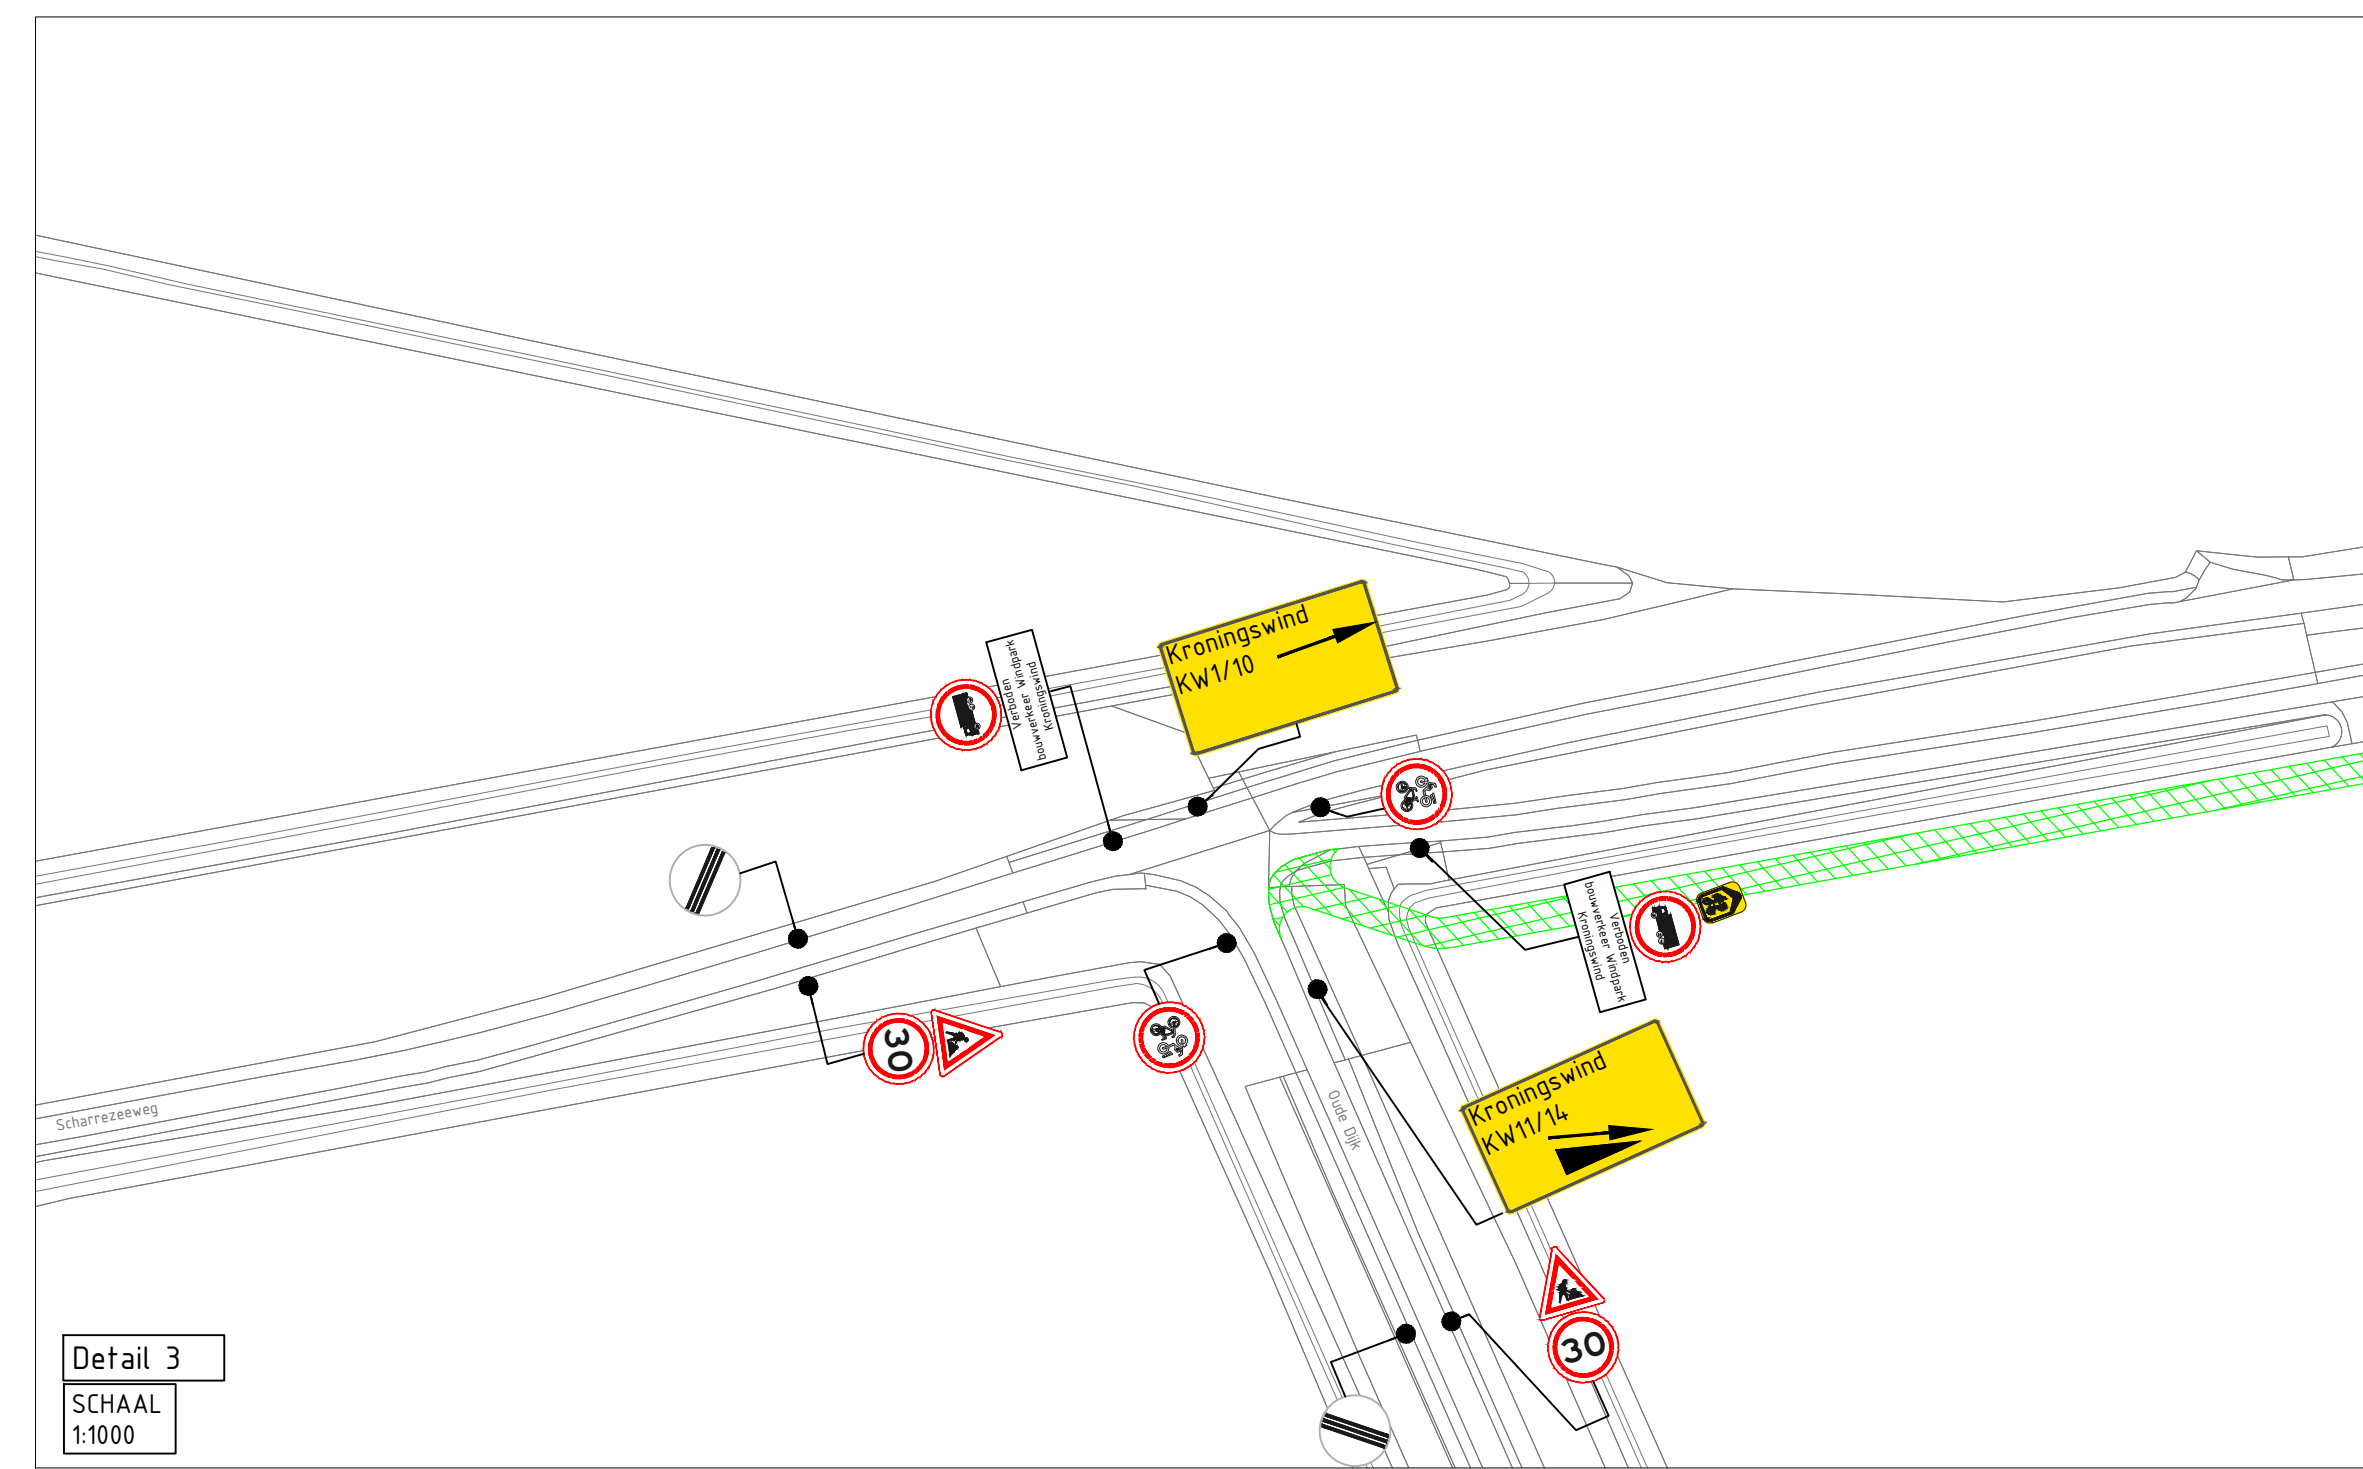 Kroningswind
KW1/10
Verboden
bouwverkeer Windpark
Kroningswind
Verboden
bouwverkeer Windpark
Kroningswind
30
Scharrezeeweg
Oude Dijk
Kroningswind
KW11/14
30
Detail 3
SCHAAL
1:1000